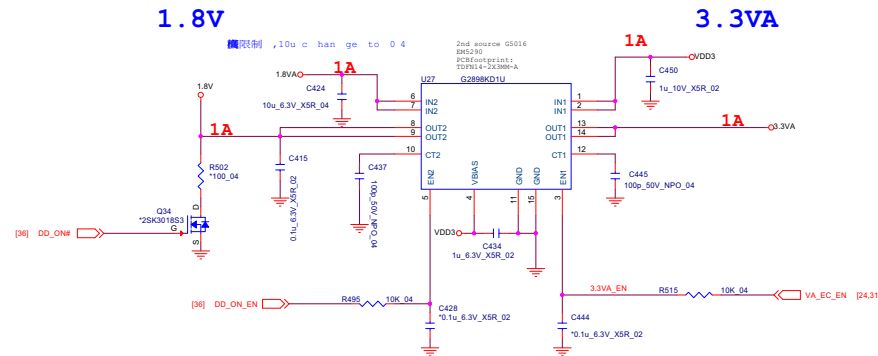 1.8V
3.3VA
限制 ,10u c han ge to 0 4
2nd source G5016
EM5290
PCBfootprint:
TDFN14-2X3MM-A
1A
VDD3
1.8VA
1A
U27
G2898KD1U
C450
1u_10V_X5R_02
C424
10u_6.3V_X5R_04
1.8V
6
7
IN2
IN2
IN1
IN1
1
2
1A
8
9
OUT2
OUT2
OUT1
OUT1
13
14
1A
3.3VA
10
CT2
CT1
12
C415
0.1u_6.3V_X5R_02
C437
100p_50V_NPO_04
C445
100p_50V_NPO_04
R502
*100_04
EN2
VBIAS
GND
GND
EN1
5
4
11
15
3
Q34
*2SK3018S3
D
G
S
[36] DD_ON#
VDD3
C434
1u_6.3V_X5R_02
3.3VA_EN
R515
10K_04
VA_EC_EN [24,31
[36] DD_ON_EN
R495
10K_04
C428
*0.1u_6.3V_X5R_02
C444
*0.1u_6.3V_X5R_02